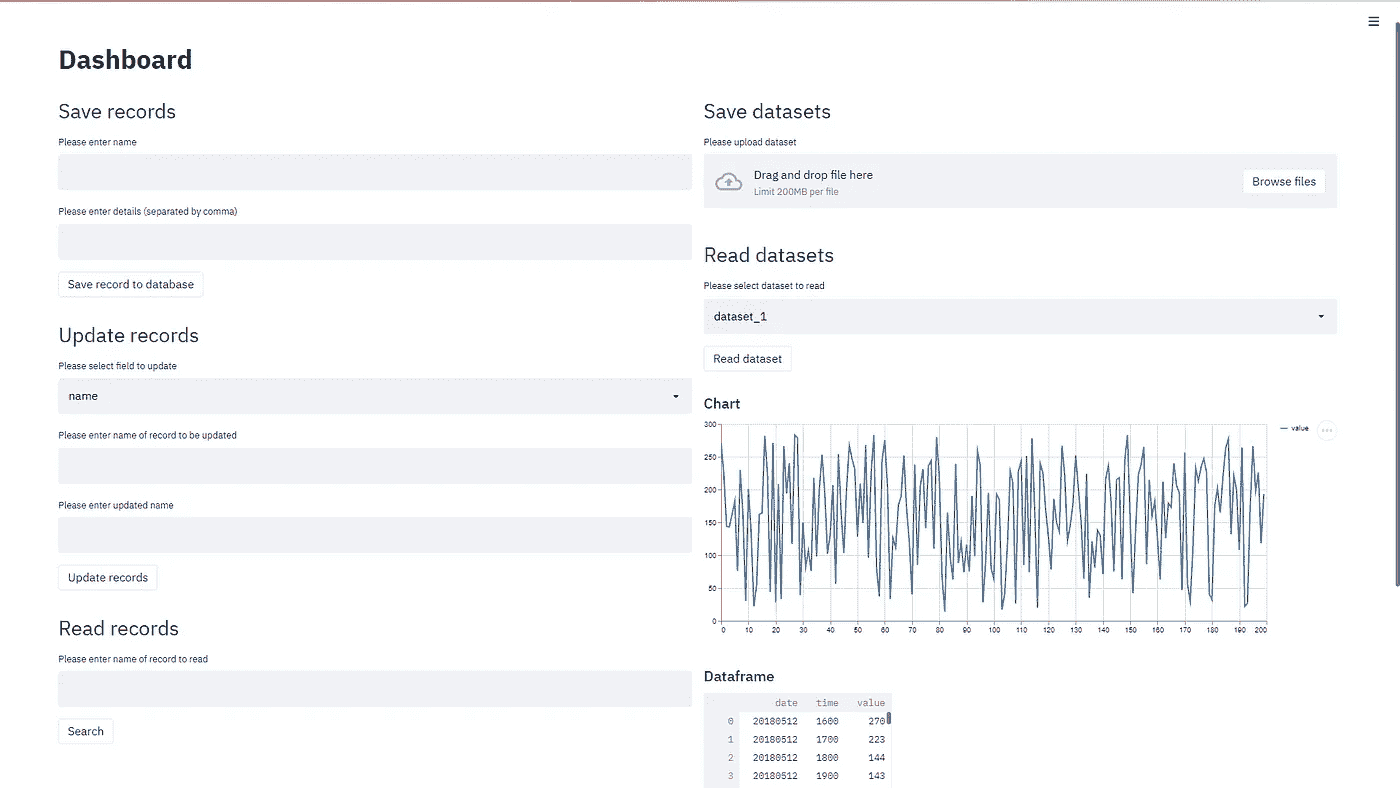 Dashboard
Save records
Please enter name
Please enter details (separated by comma)
Save record to database
Update records
Please select field to update
name
Please enter name of record to be updated
Please enter updated name
Update records
Read records
Please enter name of record to read
Search
Save datasets
Please upload dataset
Drag and drop file here
Limit 200MB per file
Browse files
Read datasets
Please select dataset to read
dataset_1
Read dataset
Chart
300
250
200
150
100
50
0
0 10 20 30 40 50 60 70 80 90 100 110 120 130 140 150 160 170 180 190 200
value
Dataframe
date time value
0 20180512 1600 270
1 20180512 1700 223
2 20180512 1800 144
3 20180512 1900 143